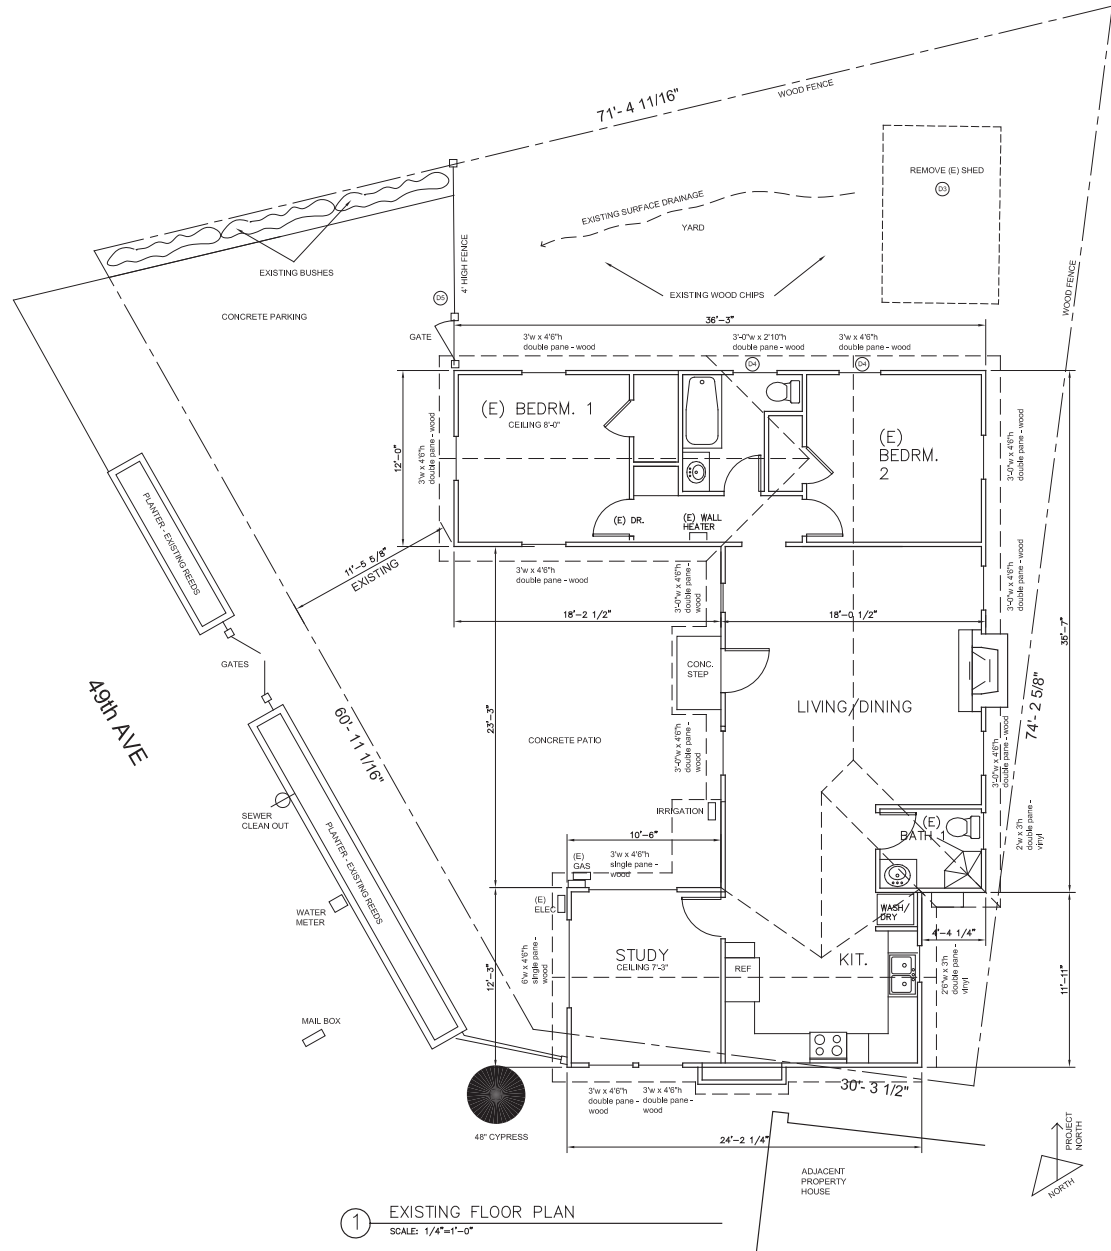 71'- 4 11/16"
WOOD FENCE
REMOVE (E) SHED
D3
EXISTING SURFACE DRAINAGE
YARD
EXISTING BUSHES
4' HIGH FENCE
WOOD FENCE
EXISTING WOOD CHIPS
D5
CONCRETE PARKING
36'-3"
GATE
3'w x 4'6"h
double pane - wood
3'-0"w x 2'10"h
double pane - wood
3'w x 4'6"h
double pane - wood
D4
D4
(E) BEDRM. 1
CEILING 8'-0"
(E)
BEDRM.
2
12'-0"
3'w x 4'6"h
double pane - wood
3'-0"w x 4'6"h
double pane - wood
PLANTER - EXISTING REEDS
(E) DR.
(E) WALL
HEATER
11'-5 5/8"
EXISTING
3'w x 4'6"h
double pane - wood
3'-0"w x 4'6"h
double pane -
wood
3'-0"w x 4'6"h
double pane - wood
18'-2 1/2"
18'-0 1/2"
36'-7"
GATES
CONC.
STEP
74'- 2 5/8"
49th AVE
60'- 11 1/16"
LIVING/DINING
23'-3"
CONCRETE PATIO
3'-0"w x 4'6"h
double pane -
wood
3'-0"w x 4'6"h
double pane - wood
SEWER
CLEAN OUT
IRRIGATION
PLANTER - EXISTING REEDS
10'-6"
(E)
BATH 1
2'w x 3'h
double pane -
vinyl
(E)
GAS
3'w x 4'6"h
single pane -
wood
(E)
ELEC
WATER
METER
WASH/
DRY
4'-4 1/4"
STUDY
CEILING 7'-3"
KIT.
REF
12'-3"
6'w x 4'6"h
single pane -
wood
2'6"w x 3'h
double pane -
vinyl
11'-11"
MAIL BOX
3'w x 4'6"h
double pane -
wood
3'w x 4'6"h
double pane -
wood
30'- 3 1/2"
48" CYPRESS
24'-2 1/4"
PROJECT
NORTH
NORTH
ADJACENT
PROPERTY
HOUSE
1
EXISTING FLOOR PLAN
SCALE: 1/4"=1'-0"